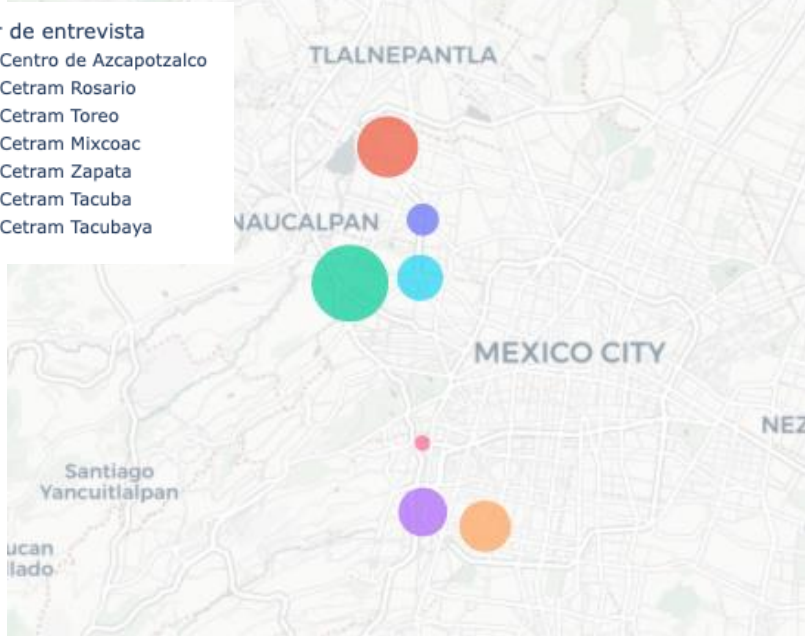 r de entrevista
Centro de Azcapotzalco
Cetram Rosario
Cetram Toreo
Cetram Mixcoac
Cetram Zapata
Cetram Tacuba
Cetram Tacubaya
TLALNEPANTLA
NAUCALPAN
MEXICO CITY
NEZ
Santiago
Yancuitlalpan
ucan
lado